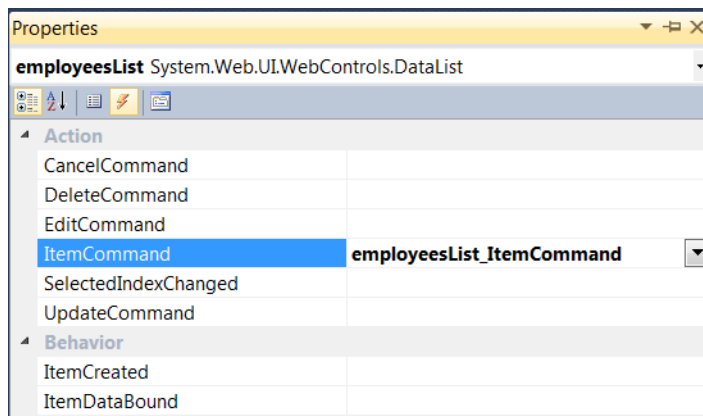 Properties
employeesList System.Web.UI.WebControls.DataList
Action
CancelCommand
DeleteCommand
EditCommand
ItemCommand employeesList_ItemCommand
SelectedIndexChanged
UpdateCommand
Behavior
ItemCreated
ItemDataBound